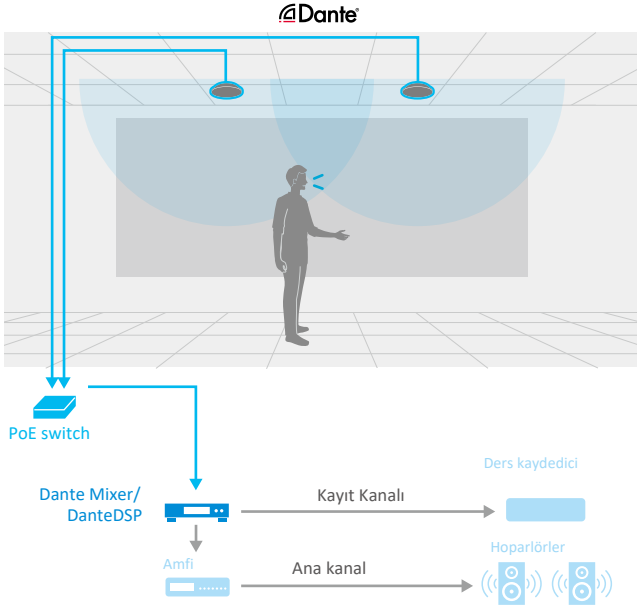 Dante
PoE switch
Ders kaydedici
Dante Mixer/
DanteDSP
Kayıt Kanalı
Hoparlörler
Amfi
Ana kanal